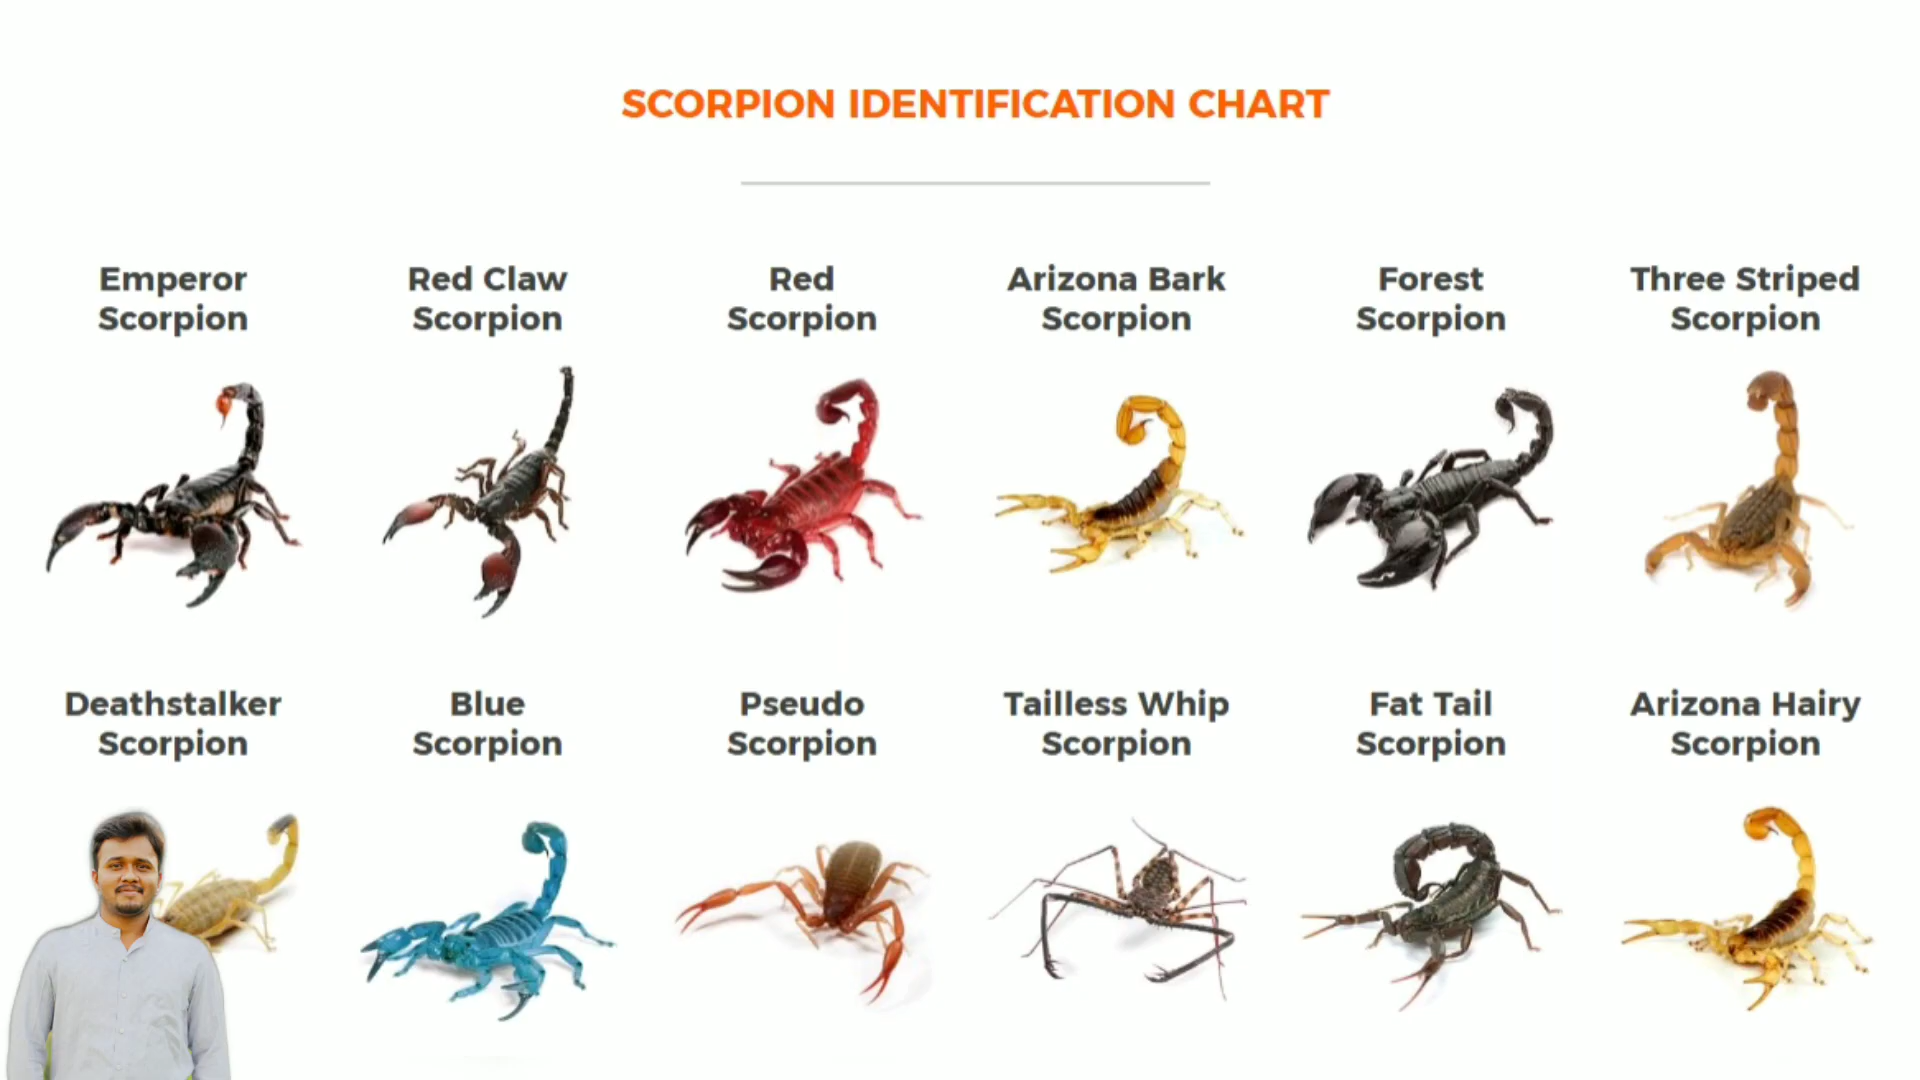 SCORPION IDENTIFICATION CHART
Emperor
Scorpion
Red Claw
Scorpion
Red
Scorpion
Arizona Bark
Scorpion
Forest
Scorpion
Three Striped
Scorpion
Deathstalker
Scorpion
Blue
Scorpion
Pseudo
Scorpion
Tailless Whip
Scorpion
Fat Tail
Scorpion
Arizona Hairy
Scorpion